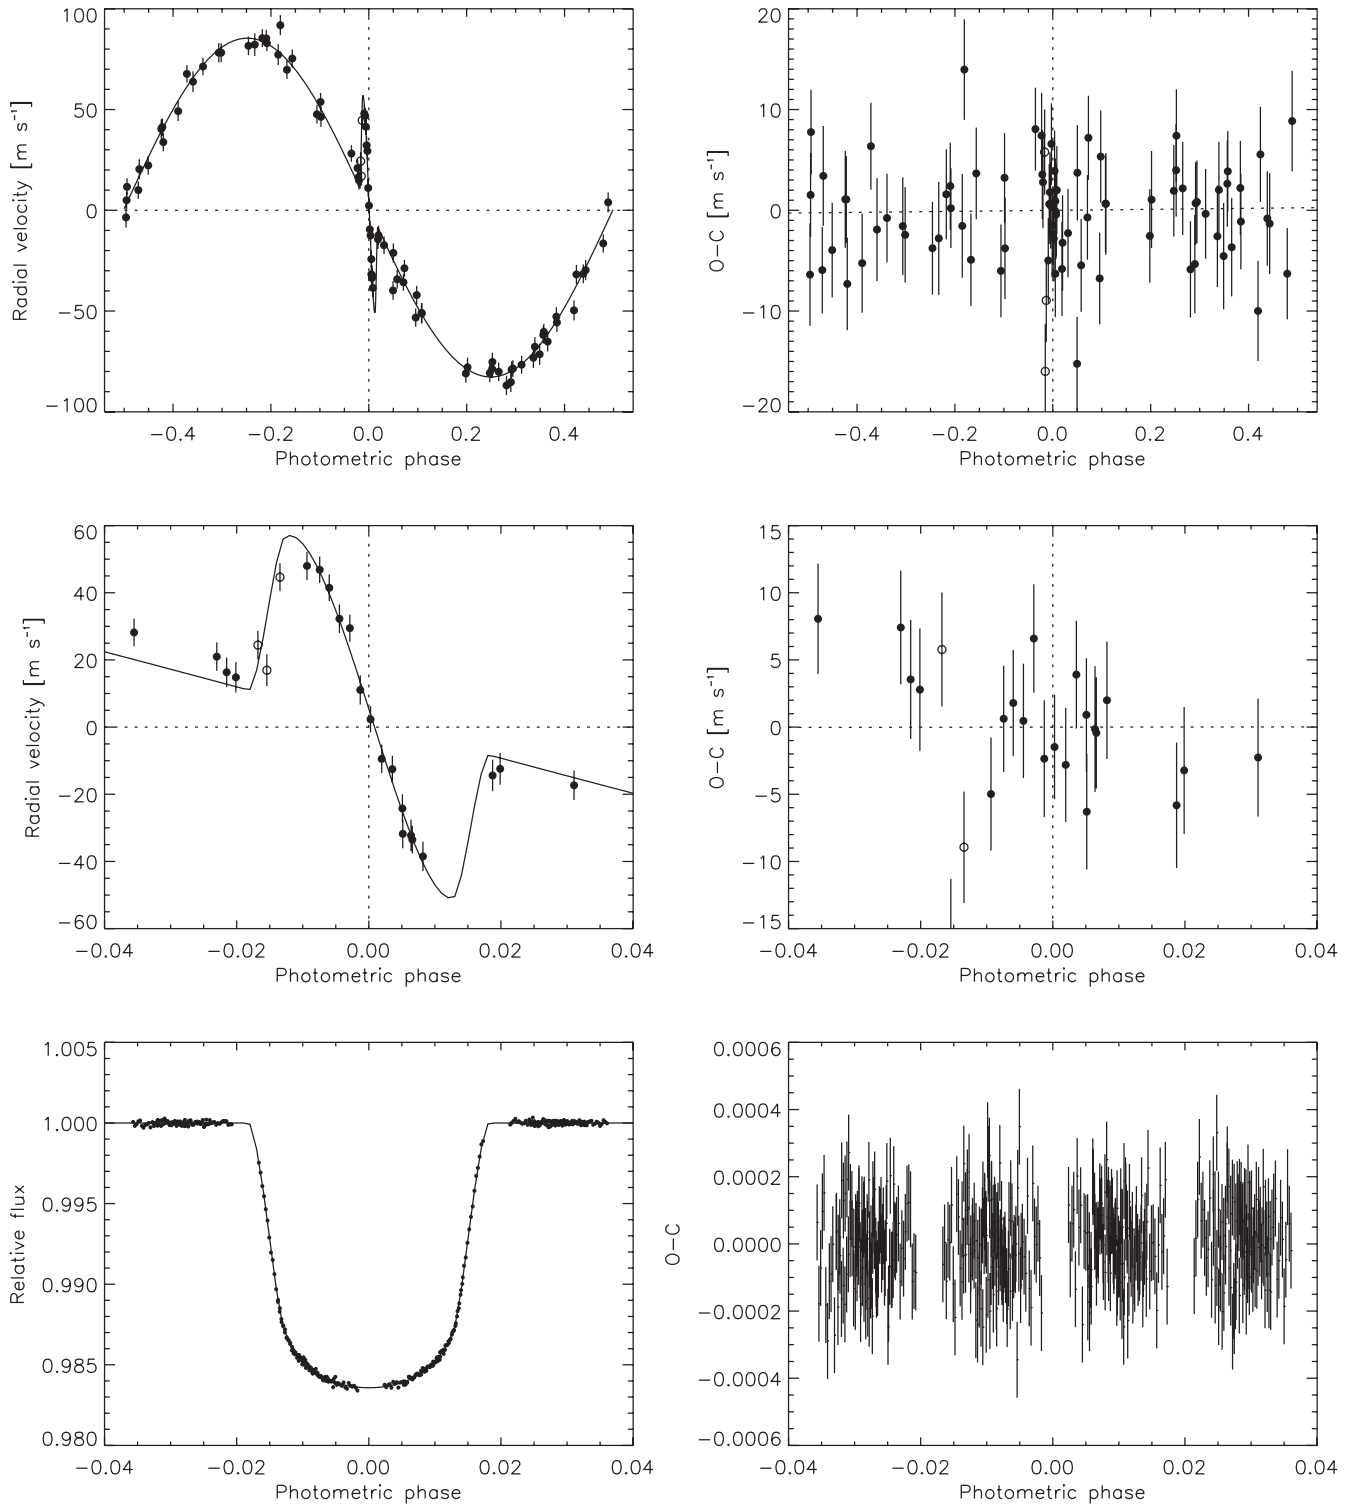 100
50
0
−50
−100
Radial velocity [m s⁻¹]
−0.4 −0.2 0.0 0.2 0.4
Photometric phase
20
10
0
−10
−20
O−C [m s⁻¹]
−0.4 −0.2 0.0 0.2 0.4
Photometric phase
60
40
20
0
−20
−40
−60
Radial velocity [m s⁻¹]
−0.04 −0.02 0.00 0.02 0.04
Photometric phase
15
10
5
0
−5
−10
−15
O−C [m s⁻¹]
−0.04 −0.02 0.00 0.02 0.04
Photometric phase
1.005
1.000
0.995
0.990
0.985
0.980
Relative flux
−0.04 −0.02 0.00 0.02 0.04
Photometric phase
0.0006
0.0004
0.0002
0.0000
−0.0002
−0.0004
−0.0006
O−C
−0.04 −0.02 0.00 0.02 0.04
Photometric phase